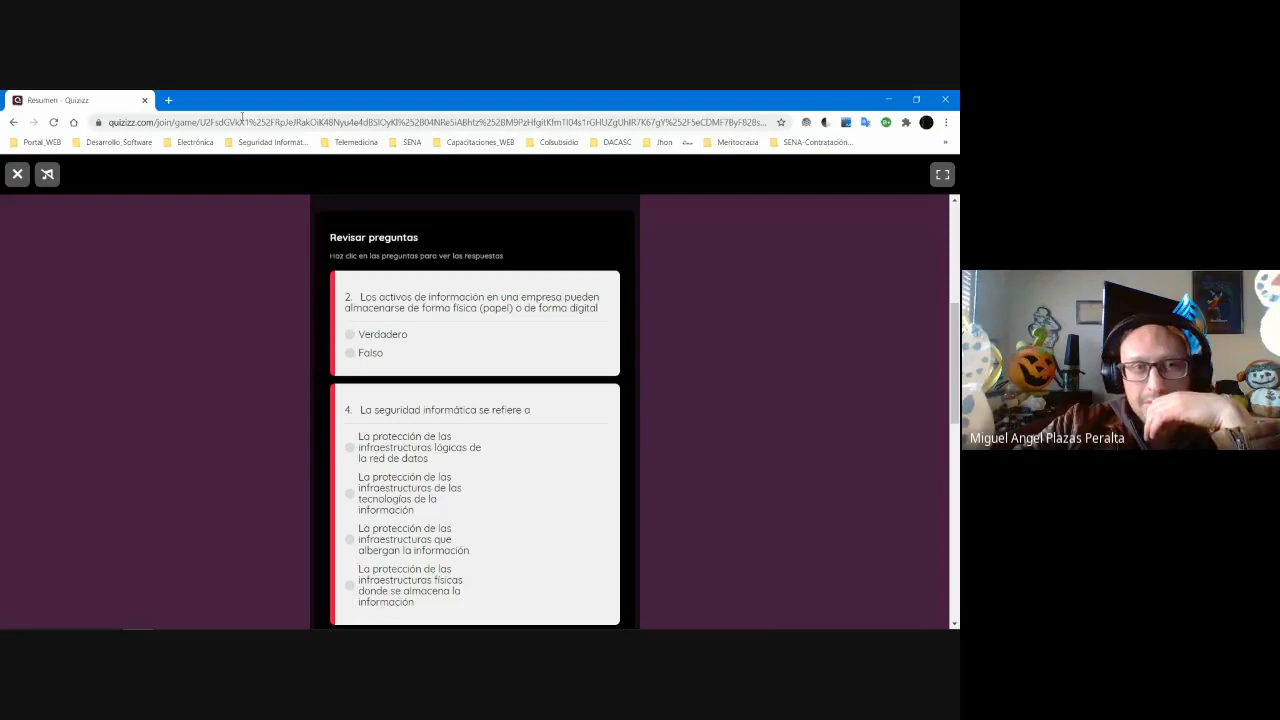 Resumen - Quizizz
Portal_WEB Desarrollo_Software Electrónica Seguridad Informát... Telemedicina SENA Capacitaciones_WEB Colsubsidio DACASC Jhon Meritocracia SENA-Contratación... »
Revisar preguntas
Haz clic en las preguntas para ver las respuestas
2. Los activos de información en una empresa pueden
almacenarse de forma física (papel) o de forma digital
Verdadero
Falso
4. La seguridad informática se refiere a
La protección de las
infraestructuras lógicas de
la red de datos
La protección de las
infraestructuras de las
tecnologías de la
información
La protección de las
infraestructuras que
albergan la información
La protección de las
infraestructuras físicas
donde se almacena la
información
Miguel Angel Plazas Peralta